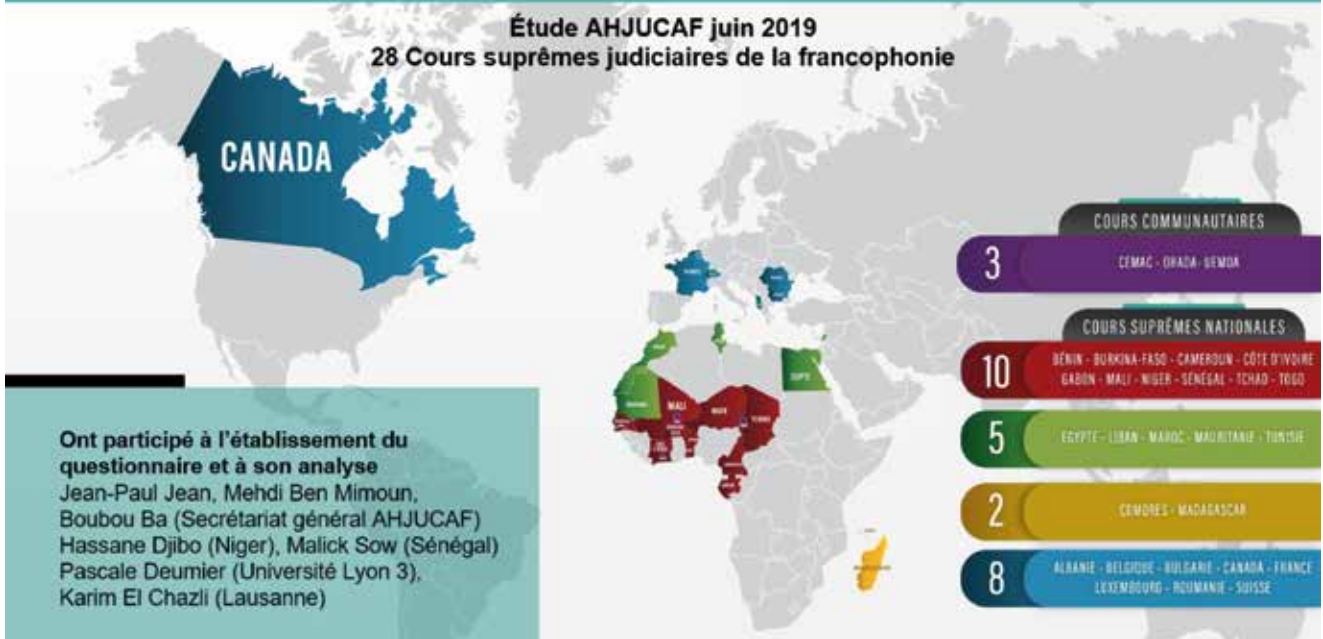 Étude AHJUCAF juin 2019
28 Cours suprêmes judiciaires de la francophonie
CANADA
MALI
NIGER
COURS COMMUNAUTAIRES
3
CEMAC - OHADA - UEMOA
COURS SUPRÊMES NATIONALES
10
BÉNIN - BURKINA-FASO - CAMEROUN - CÔTE D'IVOIRE
GABON - MALI - NIGER - SÉNÉGAL - TCHAD - TOGO
5
EGYPTE - LIBAN - MAROC - MAURITANIE - TUNISIE
2
COMORES - MADAGASCAR
8
ALBANIE - BELGIQUE - BULGARIE - CANADA - FRANCE
LUXEMBOURG - ROUMANIE - SUISSE
Ont participé à l'établissement du
questionnaire et à son analyse
Jean-Paul Jean, Mehdi Ben Mimoun,
Boubou Ba (Secrétariat général AHJUCAF)
Hassane Djibo (Niger), Malick Sow (Sénégal)
Pascale Deumier (Université Lyon 3),
Karim El Chazli (Lausanne)